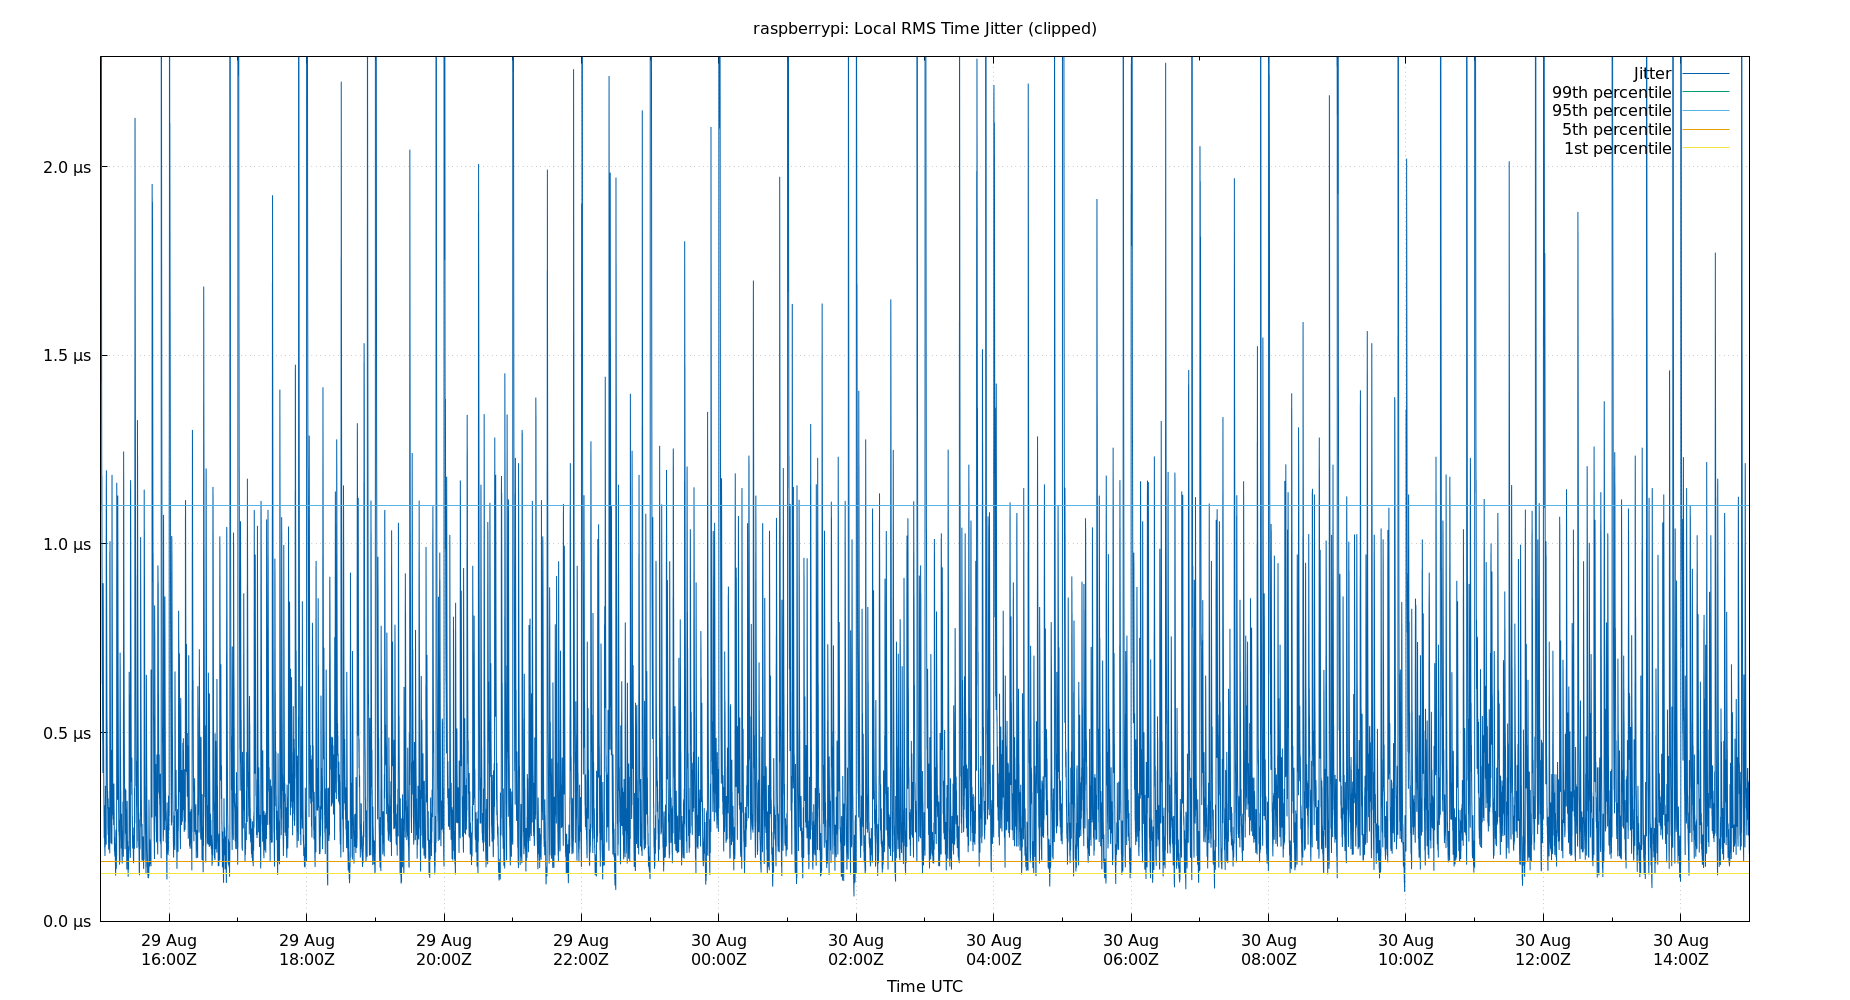 raspberrypi: Local RMS Time Jitter (clipped)
Jitter
99th percentile
95th percentile
5th percentile
1st percentile
2.0 µs
1.5 µs
1.0 µs
0.5 µs
0.0 µs
29 Aug 29 Aug 29 Aug 29 Aug 30 Aug 30 Aug 30 Aug 30 Aug 30 Aug 30 Aug 30 Aug 30 Aug
16:00Z 18:00Z 20:00Z 22:00Z 00:00Z 02:00Z 04:00Z 06:00Z 08:00Z 10:00Z 12:00Z 14:00Z
Time UTC